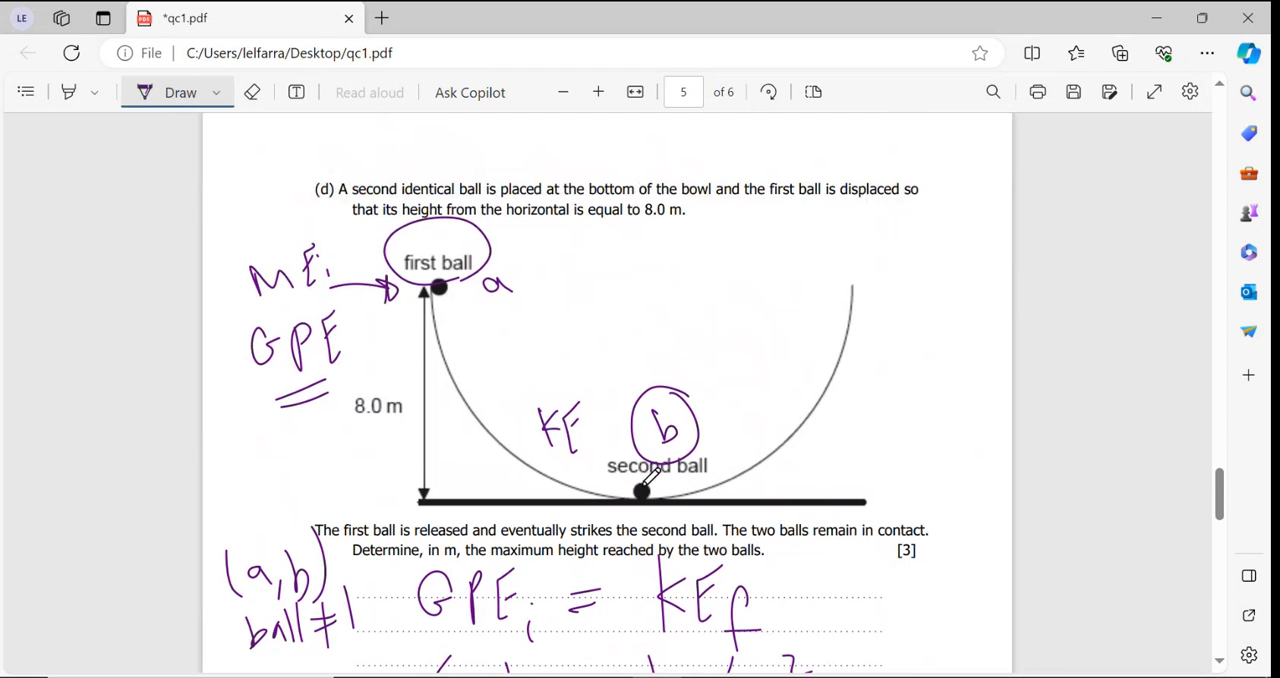 LE
*qc1.pdf
File
C:/Users/lelfarra/Desktop/qc1.pdf
Draw
Read aloud
Ask Copilot
5
of 6
(d) A second identical ball is placed at the bottom of the bowl and the first ball is displaced so
that its height from the horizontal is equal to 8.0 m.
first ball
MEi
a
GPE
8.0 m
KE
b
second ball
The first ball is released and eventually strikes the second ball. The two balls remain in contact.
Determine, in m, the maximum height reached by the two balls.
[3]
(a,b)
GPEi = KEf
ball ≠ 1